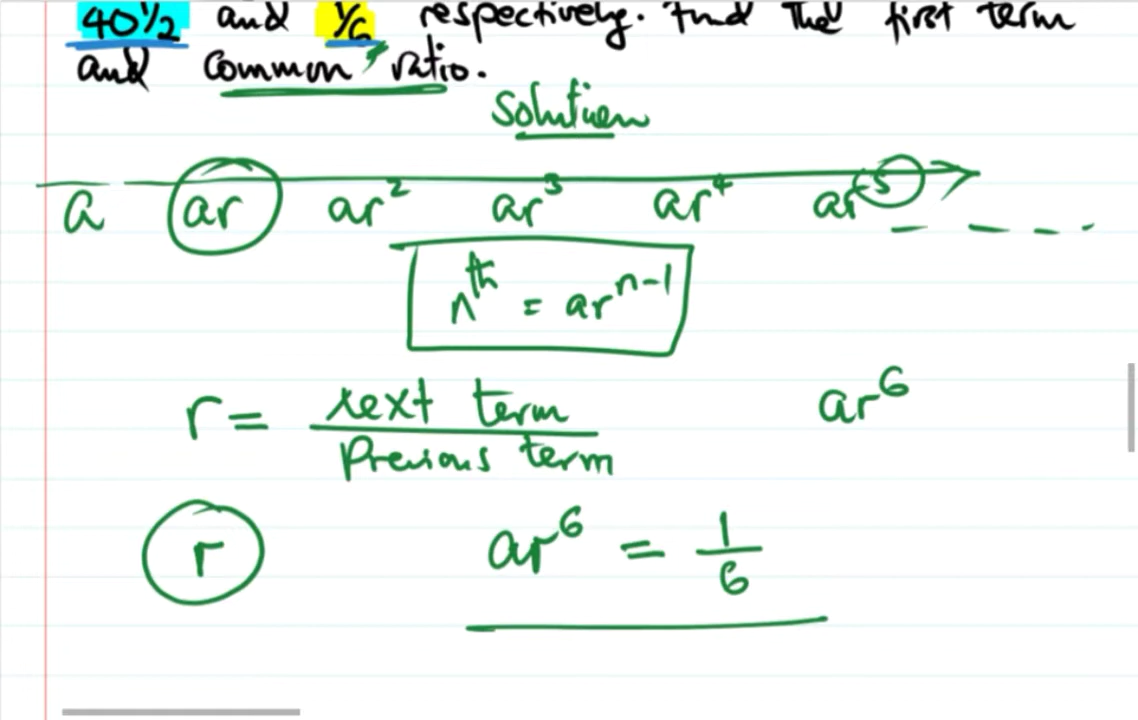 40½ and ⅙ respectively. Find the first term
and common ratio.
Solution
a ar ar² ar³ ar⁴ ar⁵ - - - -
nᵗʰ = arⁿ⁻¹
r = next term / Previous term
ar⁶
r
ar⁶ = 1/6